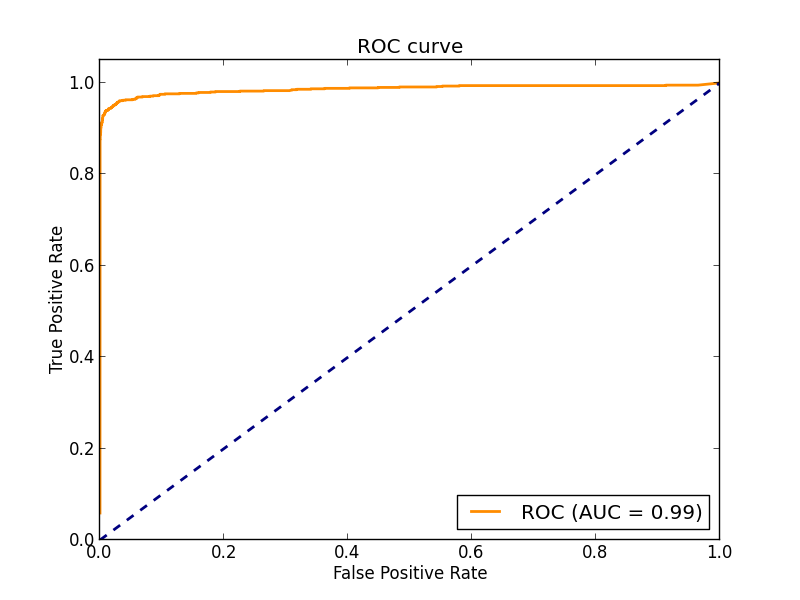 ROC curve
1.0
0.8
0.6
0.4
0.2
0.0
True Positive Rate
ROC (AUC = 0.99)
0.0 0.2 0.4 0.6 0.8 1.0
False Positive Rate